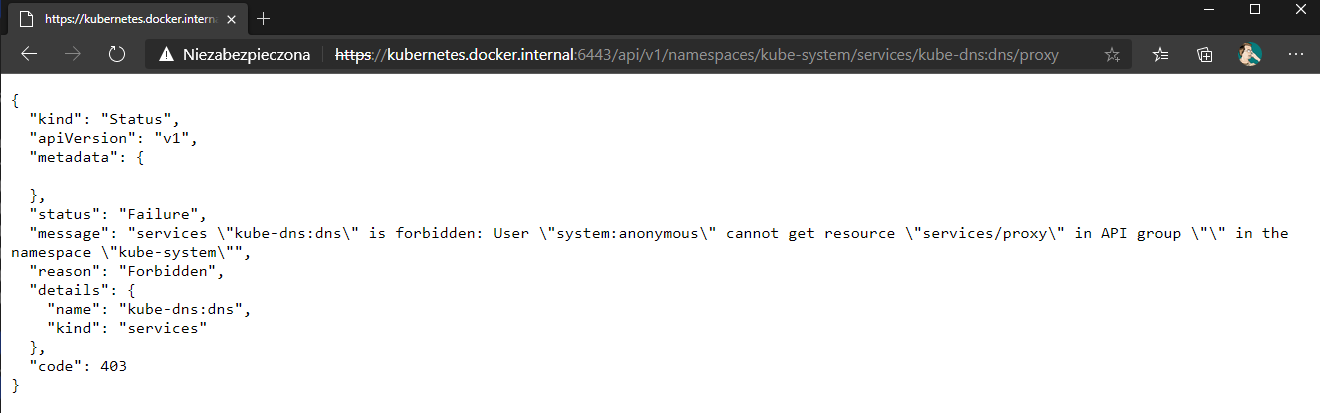 https://kubernetes.docker.intern
Niezabezpieczona https://kubernetes.docker.internal:6443/api/v1/namespaces/kube-system/services/kube-dns:dns/proxy
{
  "kind": "Status",
  "apiVersion": "v1",
  "metadata": {

  },
  "status": "Failure",
  "message": "services \"kube-dns:dns\" is forbidden: User \"system:anonymous\" cannot get resource \"services/proxy\" in API group \"\" in the
namespace \"kube-system\"",
  "reason": "Forbidden",
  "details": {
    "name": "kube-dns:dns",
    "kind": "services"
  },
  "code": 403
}